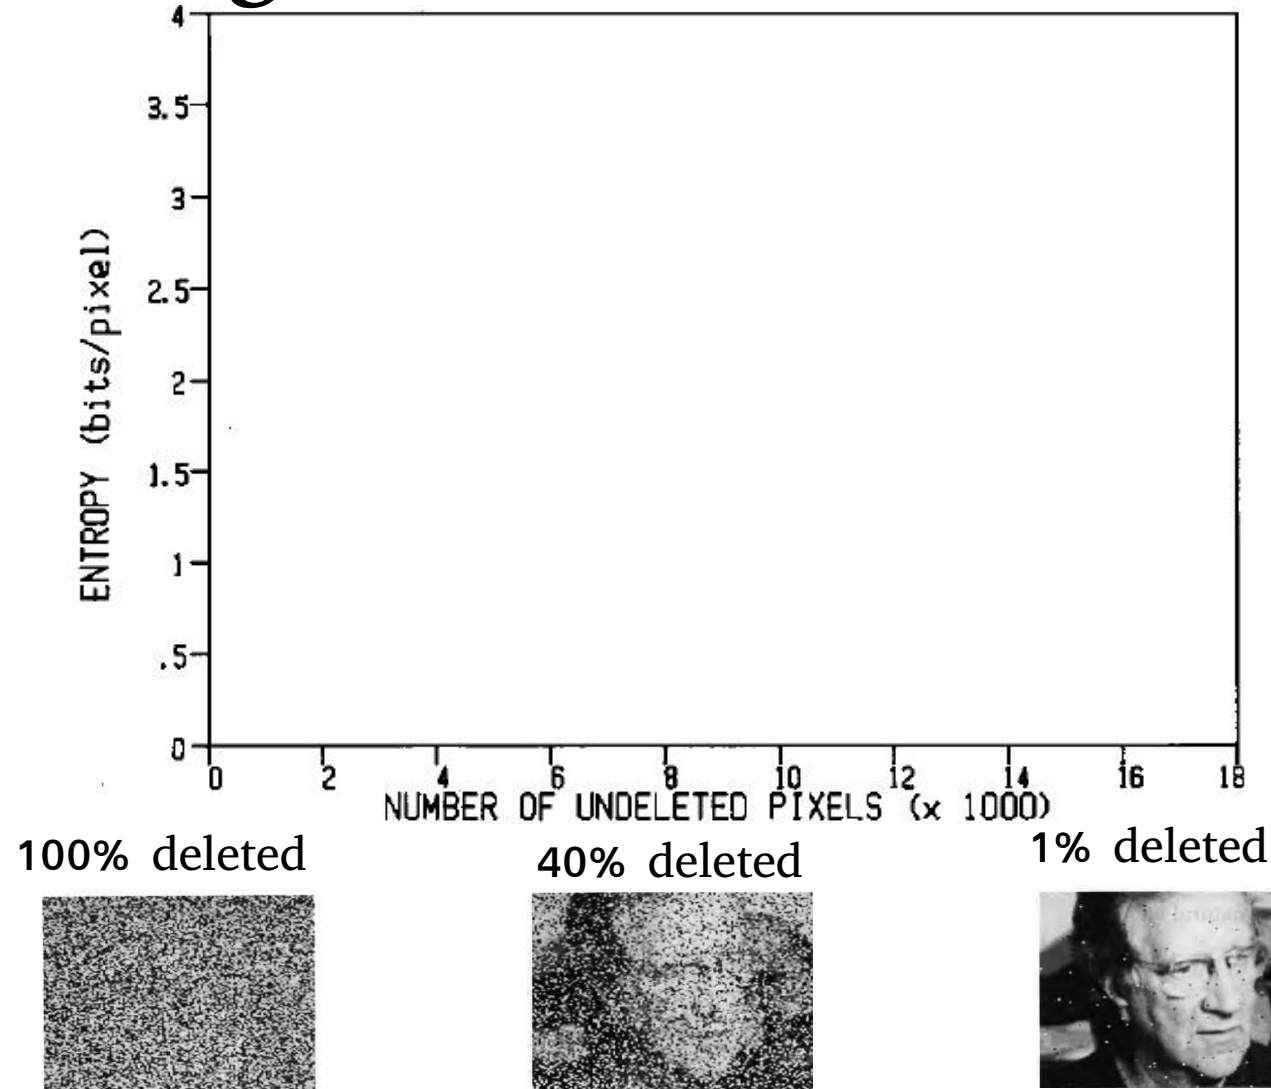 4
3.5
3
2.5
2
1.5
1
.5
0
ENTROPY (bits/pixel)
0 2 4 6 8 10 12 14 16 18
NUMBER OF UNDELETED PIXELS (x 1000)
100% deleted
40% deleted
1% deleted